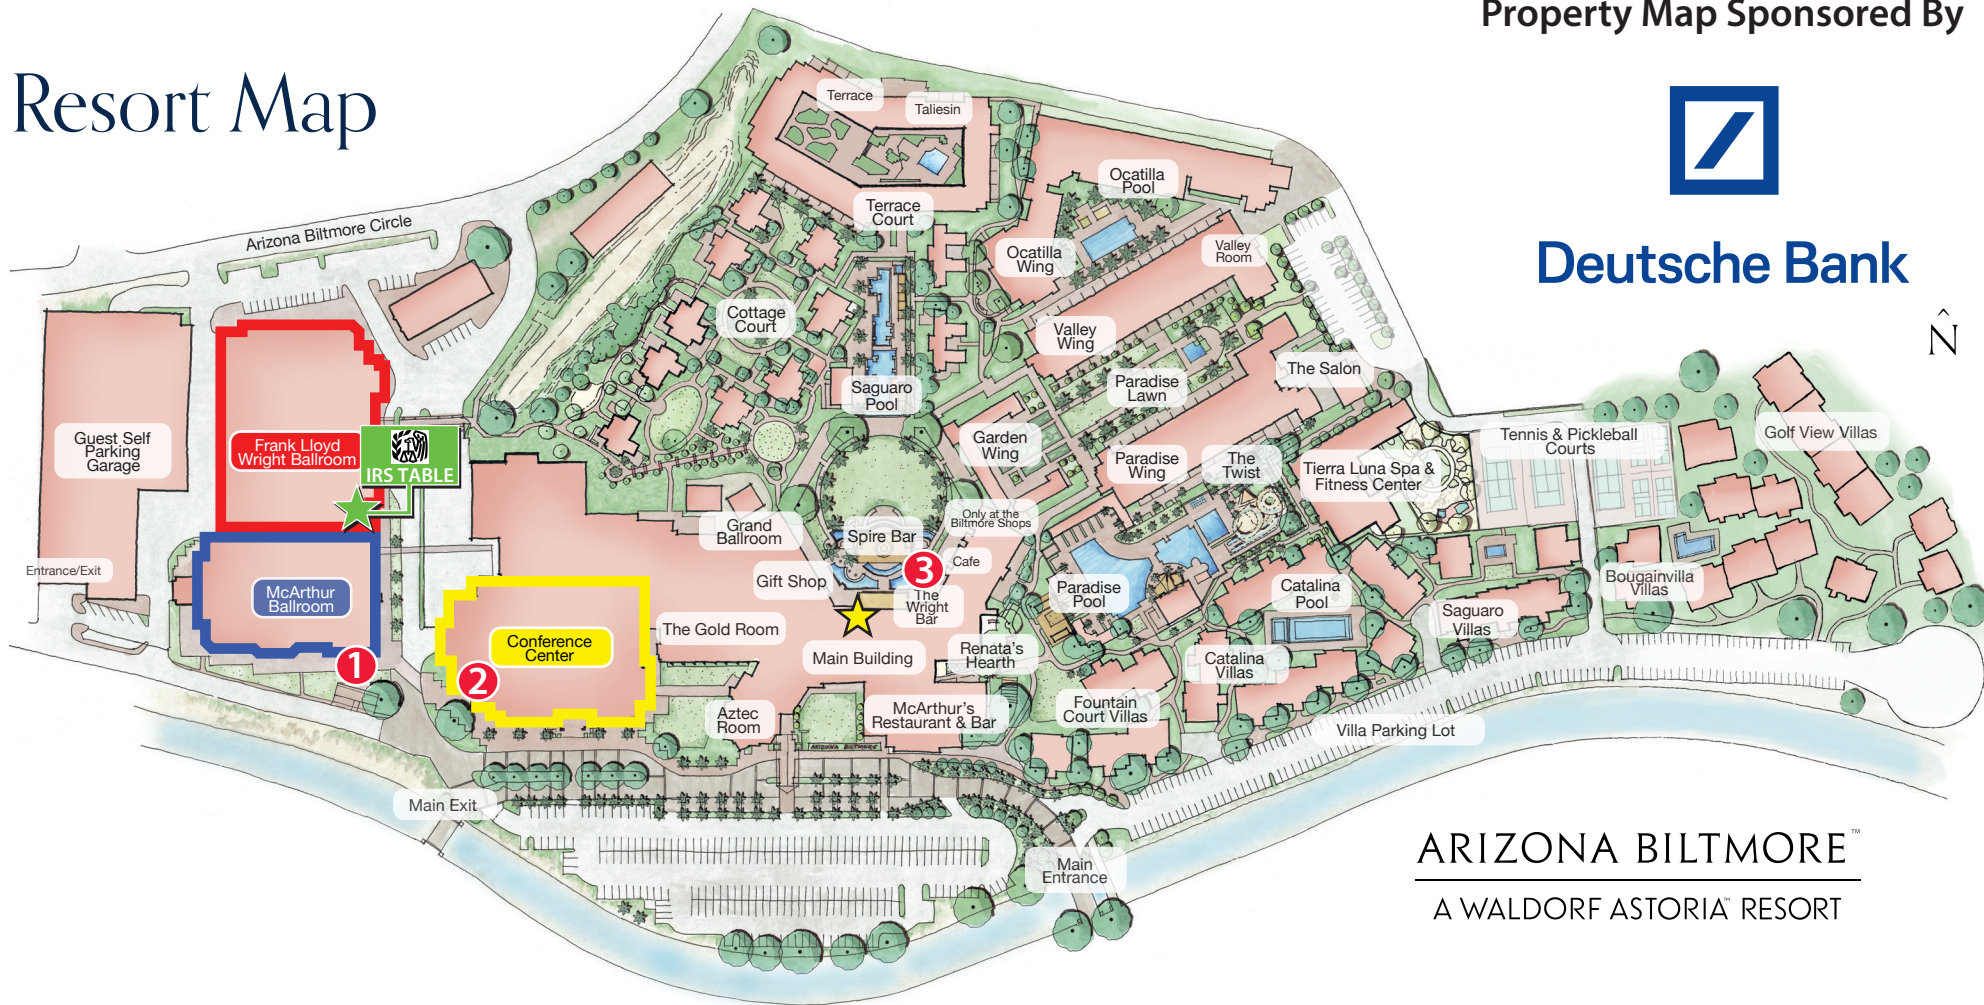 Property Map Sponsored By
Resort Map
Deutsche Bank
N
Terrace
Taliesin
Ocatilla
Pool
Terrace
Court
Arizona Biltmore Circle
Ocatilla
Wing
Valley
Room
Cottage
Court
Valley
Wing
The Salon
Paradise
Lawn
Saguaro
Pool
Guest Self
Parking
Garage
Frank Lloyd
Wright Ballroom
IRS TABLE
Garden
Wing
Paradise
Wing
The
Twist
Tierra Luna Spa &
Fitness Center
Tennis & Pickleball
Courts
Golf View Villas
Grand
Ballroom
Only at the
Biltmore Shops
Spire Bar
Cafe
3
Entrance/Exit
McArthur
Ballroom
Gift Shop
The
Wright
Bar
Paradise
Pool
Catalina
Pool
Bougainvilla
Villas
Saguaro
Villas
The Gold Room
Conference
Center
Main Building
Renata's
Hearth
Catalina
Villas
1
2
Aztec
Room
McArthur's
Restaurant & Bar
Fountain
Court Villas
Villa Parking Lot
ARIZONA BILTMORE
Main Exit
Main
Entrance
ARIZONA BILTMORE™
A WALDORF ASTORIA™ RESORT